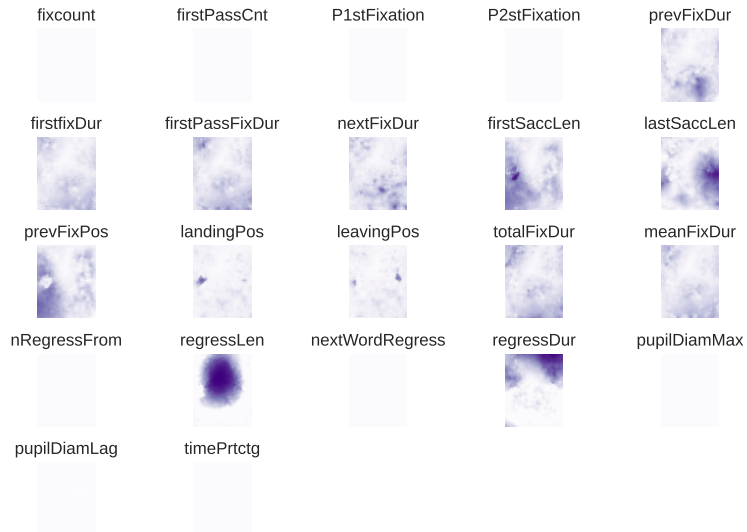 fixcount firstPassCnt P1stFixation P2stFixation prevFixDur
firstfixDur firstPassFixDur nextFixDur firstSaccLen lastSaccLen
prevFixPos landingPos leavingPos totalFixDur meanFixDur
nRegressFrom regressLen nextWordRegress regressDur pupilDiamMax
pupilDiamLag timePrtctg